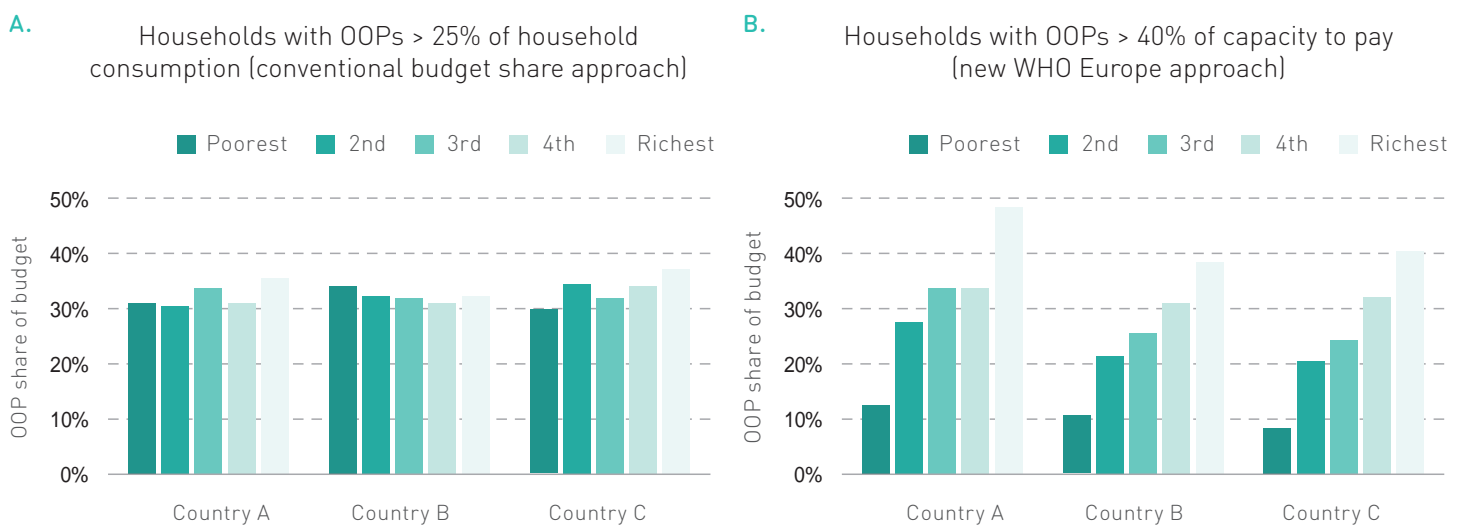 A.
Households with OOPs > 25% of household
consumption (conventional budget share approach)
Poorest 2nd 3rd 4th Richest
OOP share of budget
50%
40%
30%
20%
10%
0%
Country A Country B Country C
B.
Households with OOPs > 40% of capacity to pay
(new WHO Europe approach)
Poorest 2nd 3rd 4th Richest
OOP share of budget
50%
40%
30%
20%
10%
0%
Country A Country B Country C